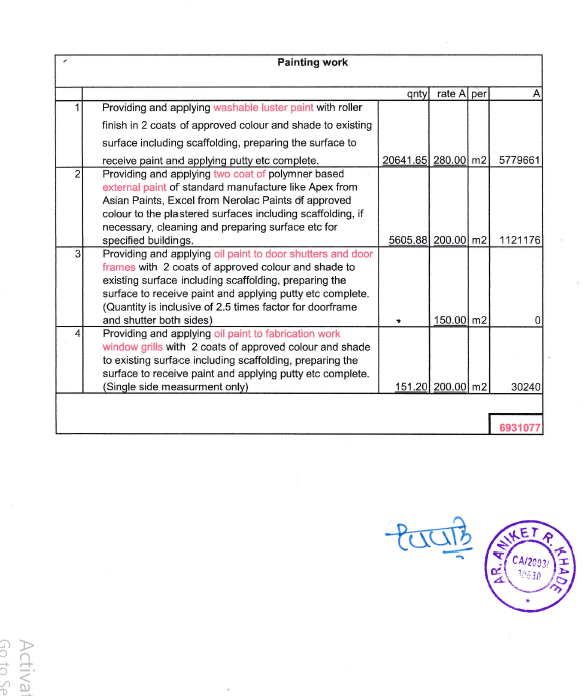 Painting work
qnty rate A per A
1 Providing and applying washable luster paint with roller
finish in 2 coats of approved colour and shade to existing
surface including scaffolding, preparing the surface to
receive paint and applying putty etc complete. 20641.65 280.00 m2 5779661
2 Providing and applying two coat of polymner based
external paint of standard manufacture like Apex from
Asian Paints, Excel from Nerolac Paints df approved
colour to the plastered surfaces including scaffolding, if
necessary, cleaning and preparing surface etc for
specified buildings. 5605.88 200.00 m2 1121176
3 Providing and applying oil paint to door shutters and door
frames with 2 coats of approved colour and shade to
existing surface including scaffolding, preparing the
surface to receive paint and applying putty etc complete.
(Quantity is inclusive of 2.5 times factor for doorframe
and shutter both sides) 150.00 m2 0
4 Providing and applying oil paint to fabrication work
window grills with 2 coats of approved colour and shade
to existing surface including scaffolding, preparing the
surface to receive paint and applying putty etc complete.
(Single side measurment only) 151.20 200.00 m2 30240
6931077
AR. ANIKET R. KHADE
CA/2003/
Activat
Go to Se